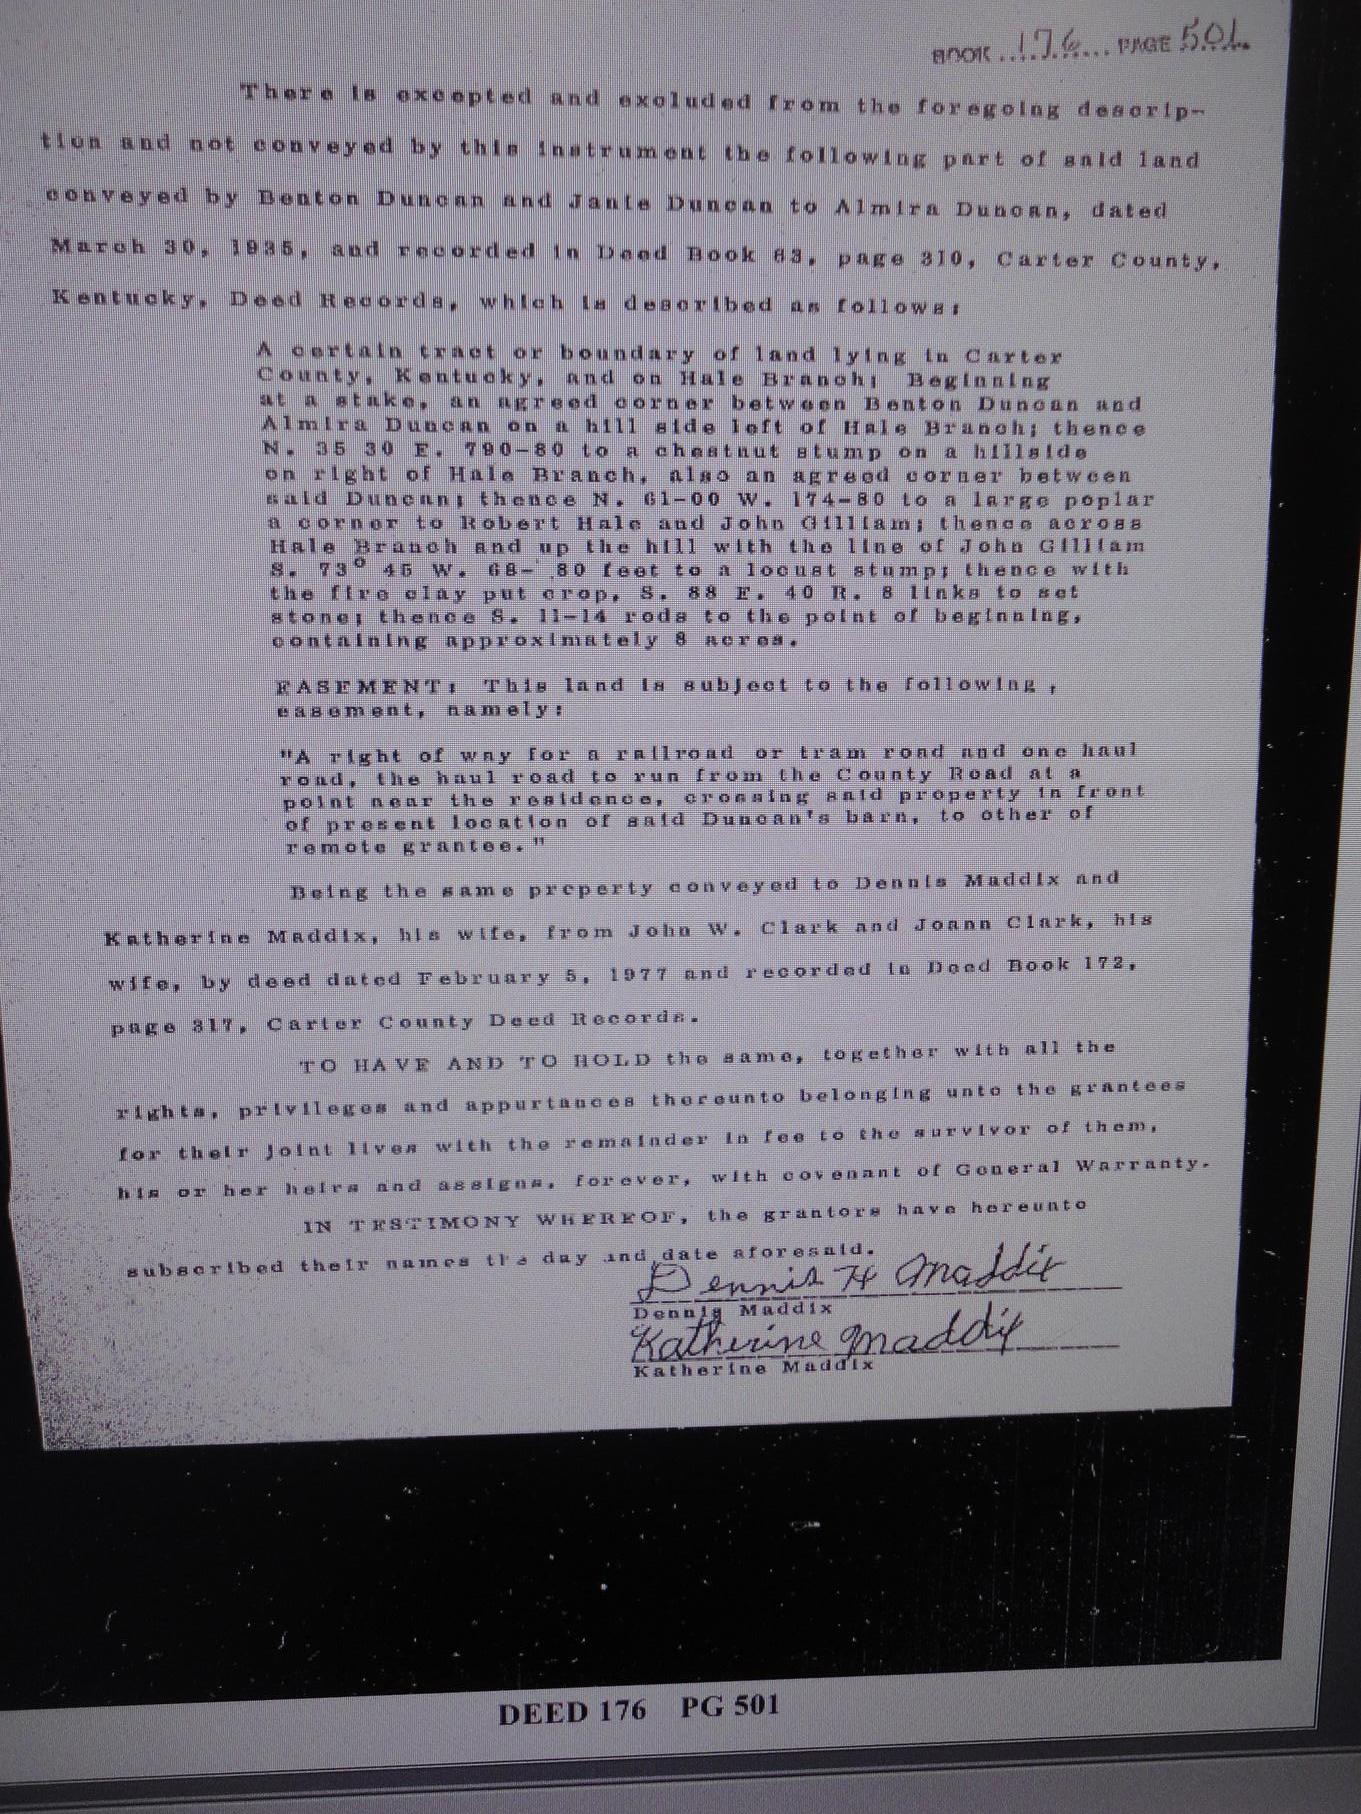 BOOK ....176.... PAGE 501.
There is excepted and excluded from the foregoing descrip-
tion and not conveyed by this instrument the following part of said land
conveyed by Benton Duncan and Janie Duncan to Almira Duncan, dated
March 30, 1935, and recorded in Deed Book 63, page 310, Carter County,
Kentucky, Deed Records, which is described as follows:
A certain tract or boundary of land lying in Carter
County, Kentucky, and on Hale Branch; Beginning
at a stake, an agreed corner between Benton Duncan and
Almira Duncan on a hill side left of Hale Branch; thence
N. 35 30 E. 790-80 to a chestnut stump on a hillside
on right of Hale Branch, also an agreed corner between
said Duncan; thence N. 61-00 W. 174-80 to a large poplar
a corner to Robert Hale and John Gilliam; thence across
Hale Branch and up the hill with the line of John Gilliam
S. 73° 45 W. 68- 80 feet to a locust stump; thence with
the fire clay put crop, S. 88 E. 40 R. 8 links to set
stone; thence S. 11-14 rods to the point of beginning,
containing approximately 8 acres.
EASEMENT: This land is subject to the following ,
easement, namely:
"A right of way for a railroad or tram road and one haul
road, the haul road to run from the County Road at a
point near the residence, crossing said property in front
of present location of said Duncan's barn, to other of
remote grantee."
Being the same property conveyed to Dennis Maddix and
Katherine Maddix, his wife, from John W. Clark and Joann Clark, his
wife, by deed dated February 5, 1977 and recorded in Deed Book 172,
page 317, Carter County Deed Records.
TO HAVE AND TO HOLD the same, together with all the
rights, privileges and appurtances thereunto belonging unto the grantees
for their joint lives with the remainder in fee to the survivor of them,
his or her heirs and assigns, forever, with covenant of General Warranty.
IN TESTIMONY WHEREOF, the grantors have hereunto
subscribed their names the day and date aforesaid.
Dennis H Maddix
Dennis Maddix
Katherine Maddix
Katherine Maddix
DEED 176 PG 501